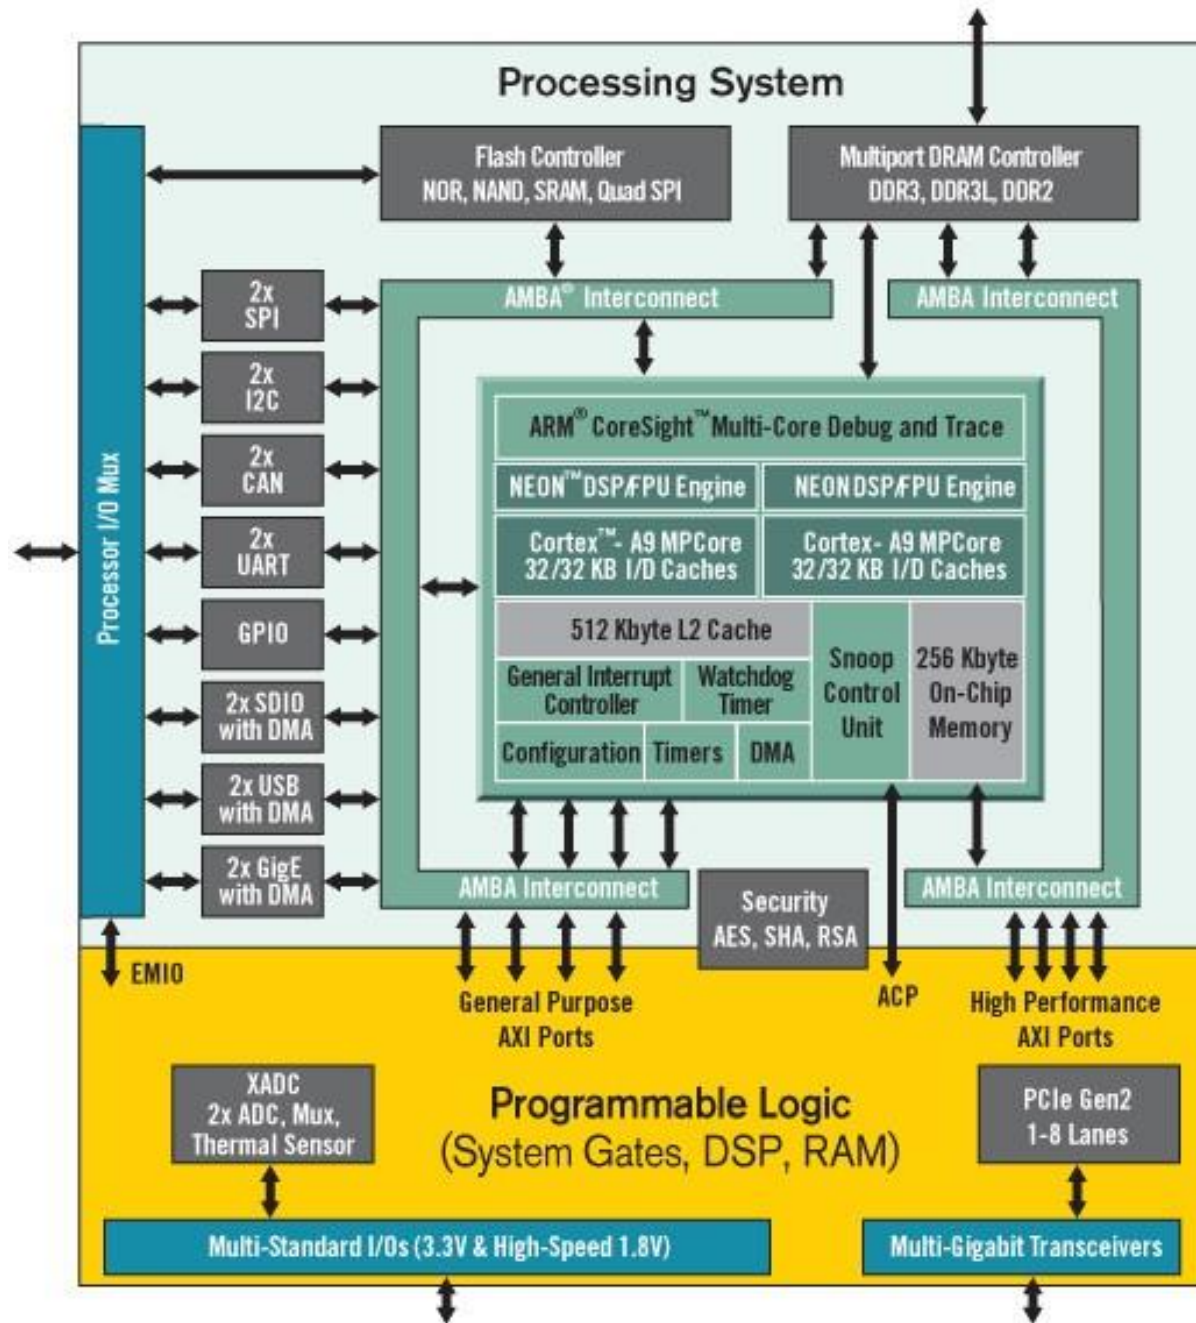 Processing System
Flash Controller
NOR, NAND, SRAM, Quad SPI
Multiport DRAM Controller
DDR3, DDR3L, DDR2
AMBA® Interconnect
AMBA Interconnect
Processor I/O Mux
2x
SPI
2x
I2C
2x
CAN
2x
UART
GPIO
2x SDIO
with DMA
2x USB
with DMA
2x GigE
with DMA
ARM® CoreSight™ Multi-Core Debug and Trace
NEON™ DSP/FPU Engine
NEON DSP/FPU Engine
Cortex™- A9 MPCore
32/32 KB I/D Caches
Cortex- A9 MPCore
32/32 KB I/D Caches
512 Kbyte L2 Cache
General Interrupt
Controller
Watchdog
Timer
Configuration
Timers
DMA
Snoop
Control
Unit
256 Kbyte
On-Chip
Memory
AMBA Interconnect
Security
AES, SHA, RSA
AMBA Interconnect
EMIO
General Purpose
AXI Ports
ACP
High Performance
AXI Ports
XADC
2x ADC, Mux,
Thermal Sensor
Programmable Logic
(System Gates, DSP, RAM)
PCIe Gen2
1-8 Lanes
Multi-Standard I/Os (3.3V & High-Speed 1.8V)
Multi-Gigabit Transceivers